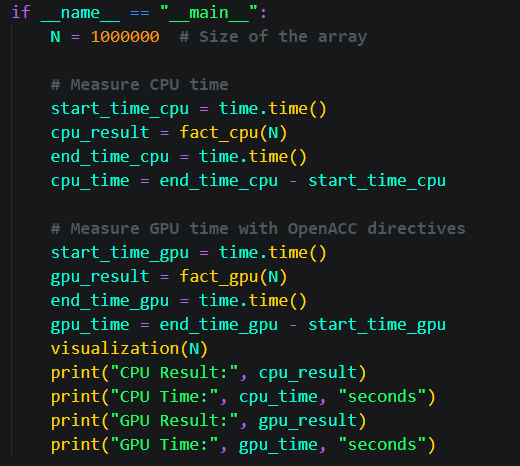 if __name__ == "__main__":
    N = 1000000  # Size of the array

    # Measure CPU time
    start_time_cpu = time.time()
    cpu_result = fact_cpu(N)
    end_time_cpu = time.time()
    cpu_time = end_time_cpu - start_time_cpu

    # Measure GPU time with OpenACC directives
    start_time_gpu = time.time()
    gpu_result = fact_gpu(N)
    end_time_gpu = time.time()
    gpu_time = end_time_gpu - start_time_gpu
    visualization(N)
    print("CPU Result:", cpu_result)
    print("CPU Time:", cpu_time, "seconds")
    print("GPU Result:", gpu_result)
    print("GPU Time:", gpu_time, "seconds")